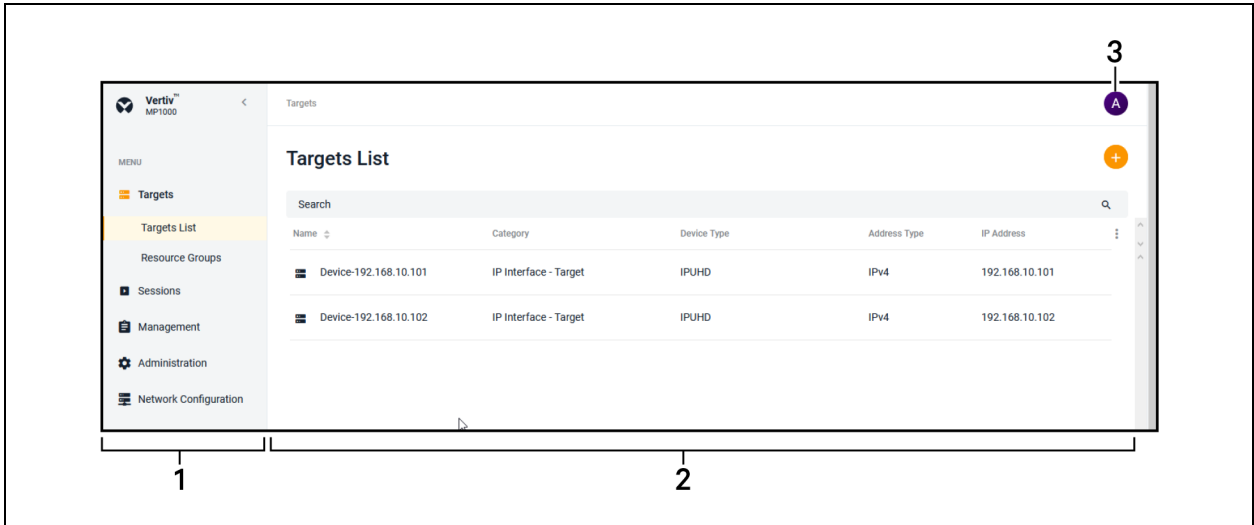 3
Vertiv™
MP1000
Targets
A
MENU
Targets List
+
Targets
Search
Targets List
Name Category Device Type Address Type IP Address
Resource Groups
Device-192.168.10.101 IP Interface - Target IPUHD IPv4 192.168.10.101
Sessions
Device-192.168.10.102 IP Interface - Target IPUHD IPv4 192.168.10.102
Management
Administration
Network Configuration
1
2